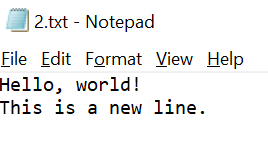 2.txt - Notepad
File Edit Format View Help
Hello, world!
This is a new line.